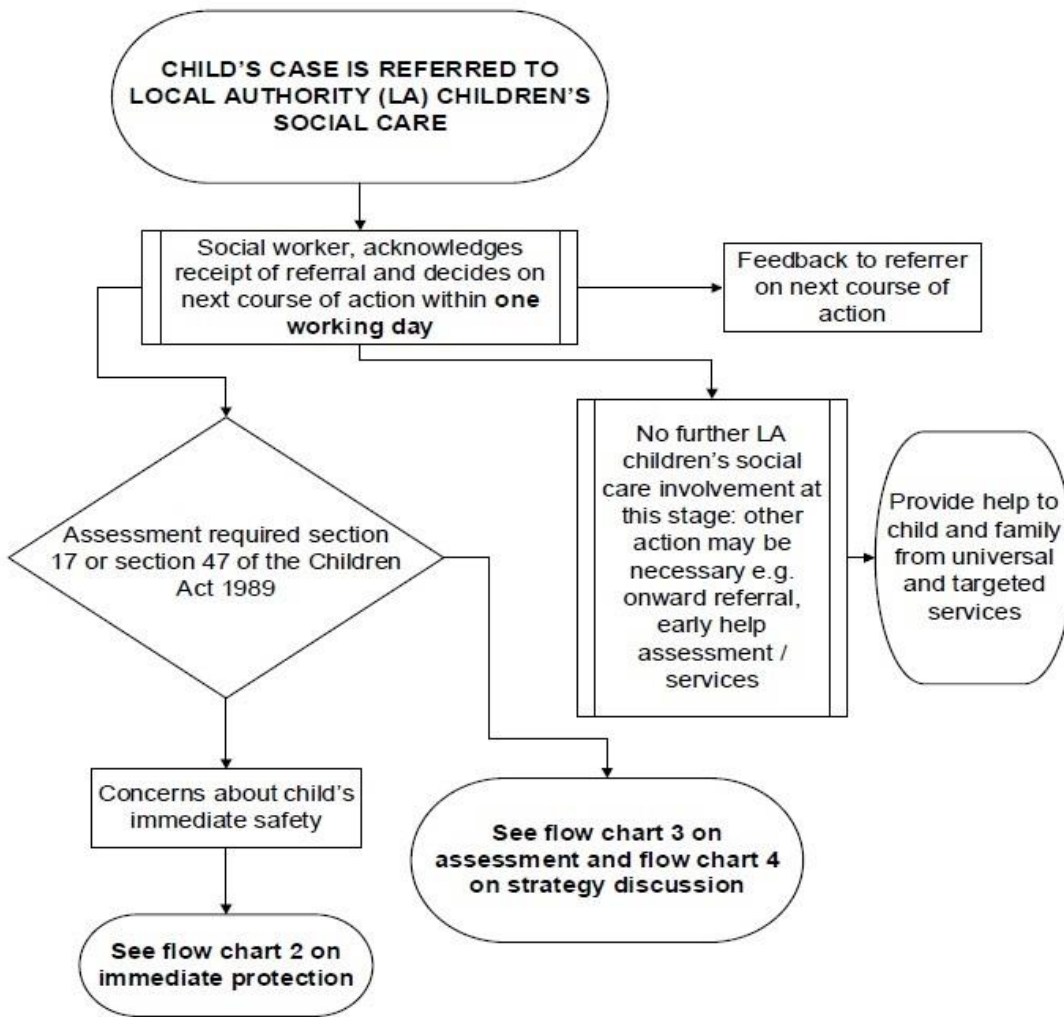 CHILD'S CASE IS REFERRED TO
LOCAL AUTHORITY (LA) CHILDREN'S
SOCIAL CARE
Social worker, acknowledges
receipt of referral and decides on
next course of action within one
working day
Feedback to referrer
on next course of
action
No further LA
children's social
care involvement at
this stage: other
action may be
necessary e.g.
onward referral,
early help
assessment /
services
Provide help to
child and family
from universal
and targeted
services
Assessment required section
17 or section 47 of the Children
Act 1989
Concerns about child's
immediate safety
See flow chart 3 on
assessment and flow chart 4
on strategy discussion
See flow chart 2 on
immediate protection